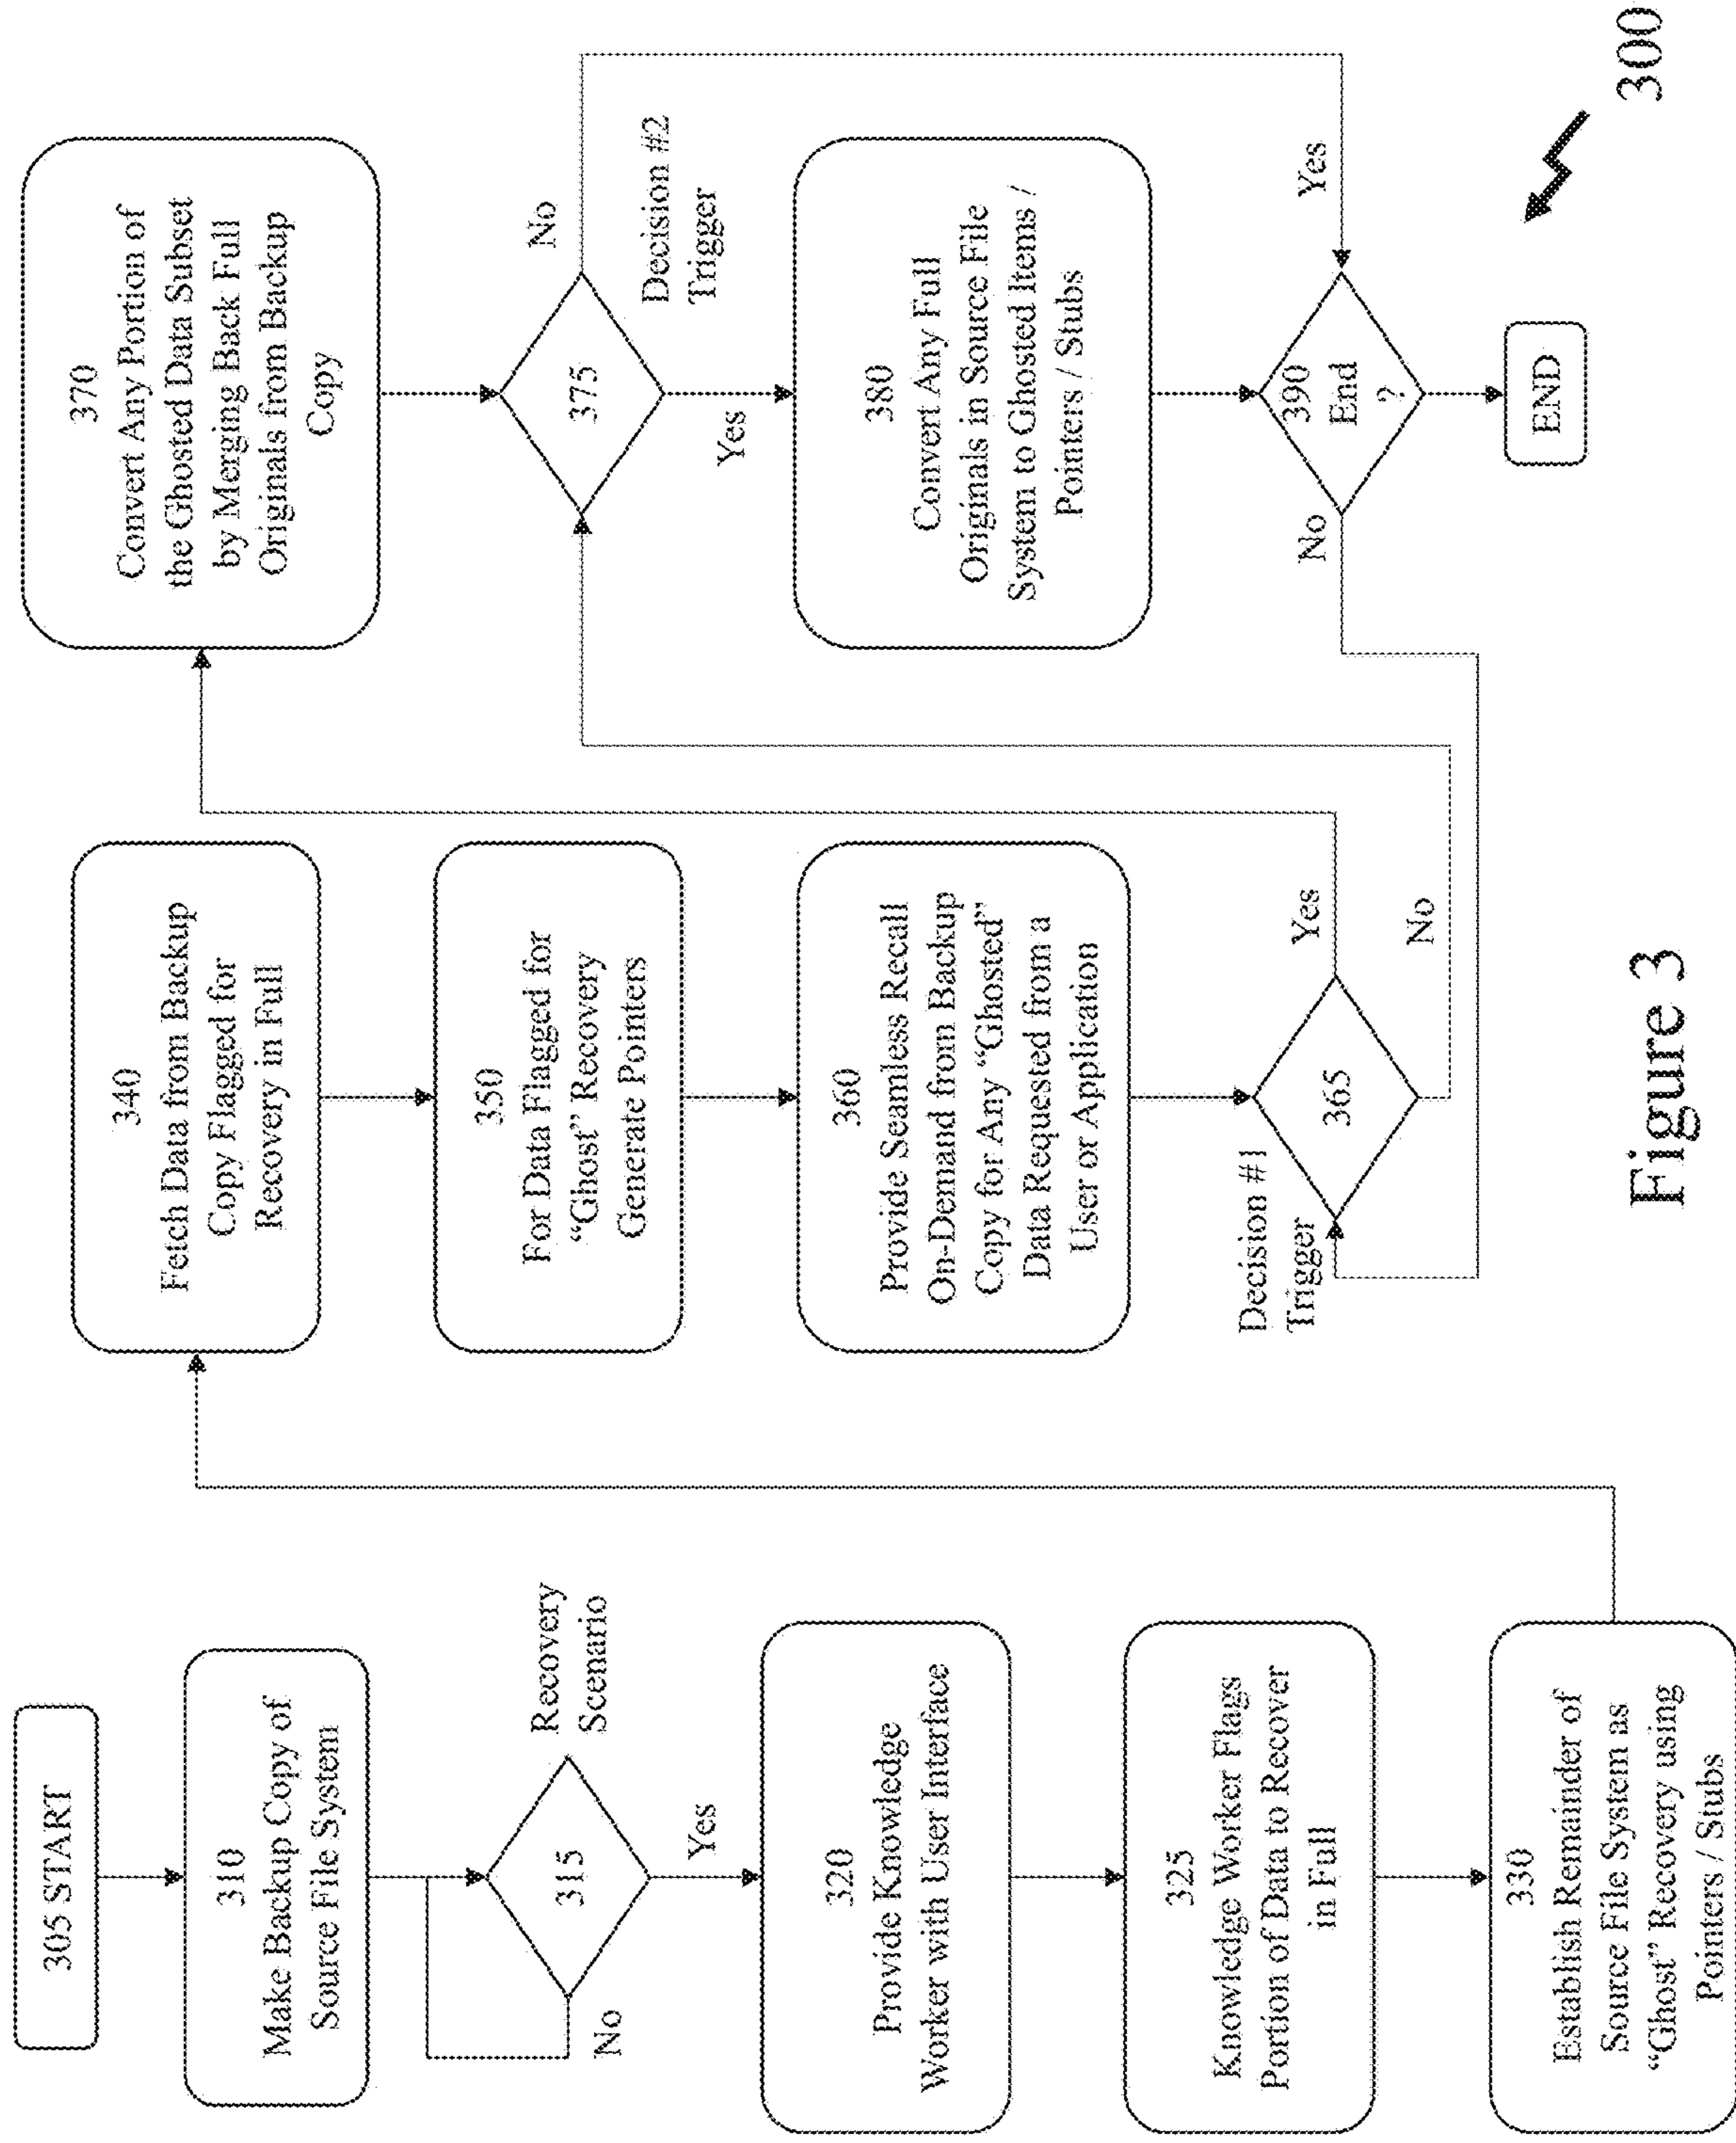 305 START
310
Make Backup Copy of
Source File System
315
Recovery
Scenario
No
Yes
320
Provide Knowledge
Worker with User Interface
325
Knowledge Worker Flags
Portion of Data to Recover
in Full
330
Establish Remainder of
Source File System as
“Ghost” Recovery using
Pointers / Stubs
340
Fetch Data from Backup
Copy Flagged for
Recovery in Full
350
For Data Flagged for
“Ghost” Recovery
Generate Pointers
360
Provide Seamless Recall
On-Demand from Backup
Copy for Any “Ghosted”
Data Requested from a
User or Application
Decision #1
Trigger
365
Yes
No
370
Convert Any Portion of
the Ghosted Data Subset
by Merging Back Full
Originals from Backup
Copy
375
No
Decision #2
Trigger
Yes
380
Convert Any Full
Originals in Source File
System to Ghosted Items /
Pointers / Stubs
No
390
End
?
Yes
END
300
Figure 3